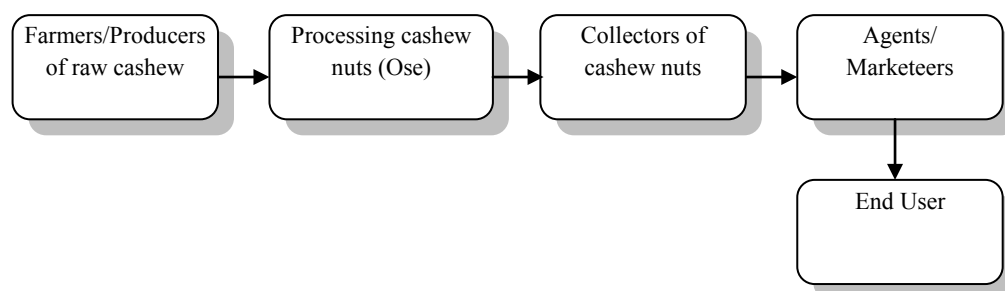 Farmers/Producers
of raw cashew
Processing cashew
nuts (Ose)
Collectors of
cashew nuts
Agents/
Marketeers
End User